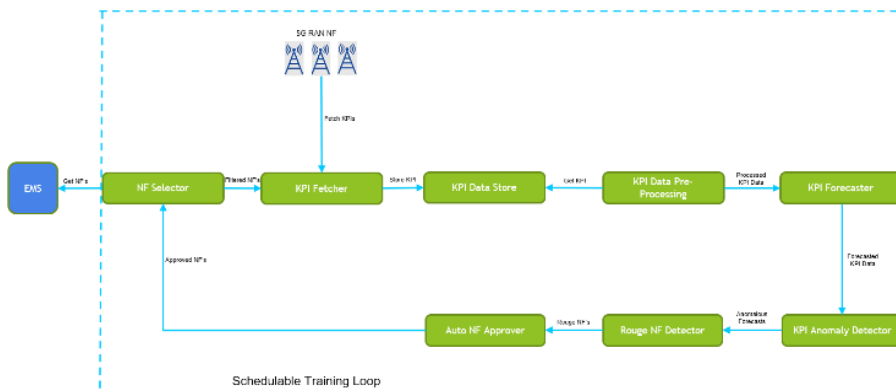 5G RAN NF
Fetch KPIs
EMS
Get NF's
NF Selector
Filtered NF's
KPI Fetcher
Store KPI
KPI Data Store
Get KPI
KPI Data Pre-
Processing
Processed
KPI Data
KPI Forecaster
Approved NF's
Forecasted
KPI Data
Auto NF Approver
Rouge NF's
Rouge NF Detector
Anomalous
Forecasts
KPI Anomaly Detector
Schedulable Training Loop